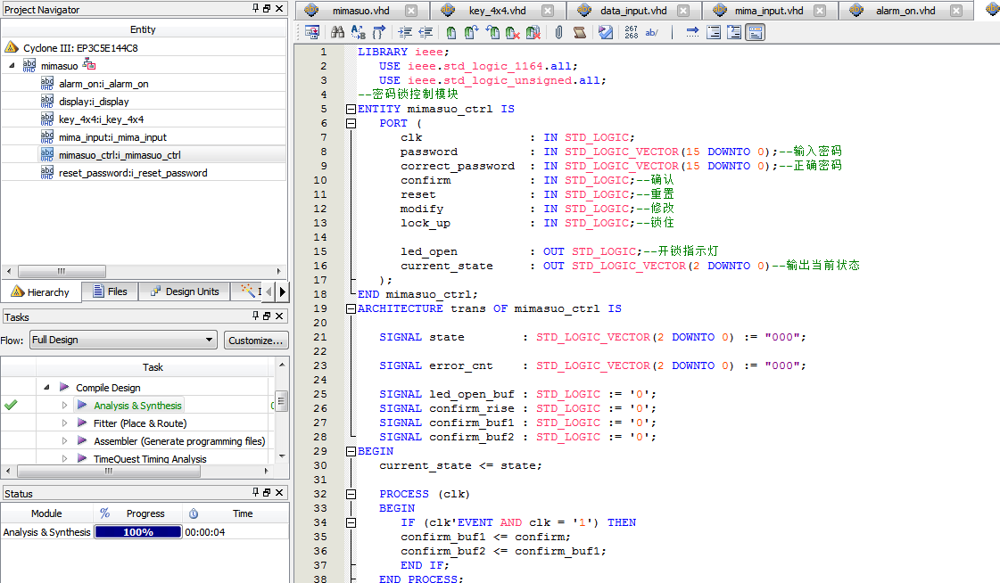 Project Navigator
Entity
Cyclone III: EP3C5E144C8
mimasuo
alarm_on:i_alarm_on
display:i_display
key_4x4:i_key_4x4
mima_input:i_mima_input
mimasuo_ctrl:i_mimasuo_ctrl
reset_password:i_reset_password
Hierarchy Files Design Units
Tasks
Flow: Full Design Customize...
Task
Compile Design
Analysis & Synthesis
Fitter (Place & Route)
Assembler (Generate programming files)
TimeQuest Timing Analysis
Status
Module % Progress Time
Analysis & Synthesis 100% 00:00:04
mimasuo.vhd key_4x4.vhd data_input.vhd mima_input.vhd alarm_on.vhd
267
268 ab/
1 LIBRARY ieee;
2 USE ieee.std_logic_1164.all;
3 USE ieee.std_logic_unsigned.all;
4 --密码锁控制模块
5 ENTITY mimasuo_ctrl IS
6 PORT (
7 clk : IN STD_LOGIC;
8 password : IN STD_LOGIC_VECTOR(15 DOWNTO 0);--输入密码
9 correct_password : IN STD_LOGIC_VECTOR(15 DOWNTO 0);--正确密码
10 confirm : IN STD_LOGIC;--确认
11 reset : IN STD_LOGIC;--重置
12 modify : IN STD_LOGIC;--修改
13 lock_up : IN STD_LOGIC;--锁住
14
15 led_open : OUT STD_LOGIC;--开锁指示灯
16 current_state : OUT STD_LOGIC_VECTOR(2 DOWNTO 0)--输出当前状态
17 );
18 END mimasuo_ctrl;
19 ARCHITECTURE trans OF mimasuo_ctrl IS
20
21 SIGNAL state : STD_LOGIC_VECTOR(2 DOWNTO 0) := "000";
22
23 SIGNAL error_cnt : STD_LOGIC_VECTOR(2 DOWNTO 0) := "000";
24
25 SIGNAL led_open_buf : STD_LOGIC := '0';
26 SIGNAL confirm_rise : STD_LOGIC := '0';
27 SIGNAL confirm_buf1 : STD_LOGIC := '0';
28 SIGNAL confirm_buf2 : STD_LOGIC := '0';
29 BEGIN
30 current_state <= state;
31
32 PROCESS (clk)
33 BEGIN
34 IF (clk'EVENT AND clk = '1') THEN
35 confirm_buf1 <= confirm;
36 confirm_buf2 <= confirm_buf1;
37 END IF;
38 END PROCESS;